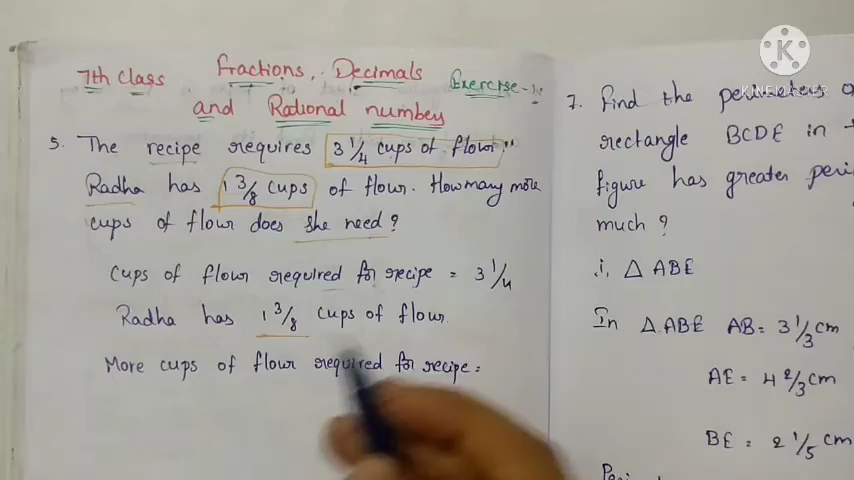 7th class Fractions, Decimals Exercise-1
and Rational number
5. The recipe requires 3 1/4 cups of flour."
Radha has 1 3/8 cups of flour. How many more
cups of flour does she need?
Cups of flour required for recipe = 3 1/4
Radha has 1 3/8 cups of flour
More cups of flour required for recipe =
7. Find the perimeters
rectangle BCDE in
figure has greater
much?
i. △ ABE
In △ ABE AB = 3 1/3 cm
AE = 4 2/3 cm
BE = 2 1/5 cm
KINEMASTER